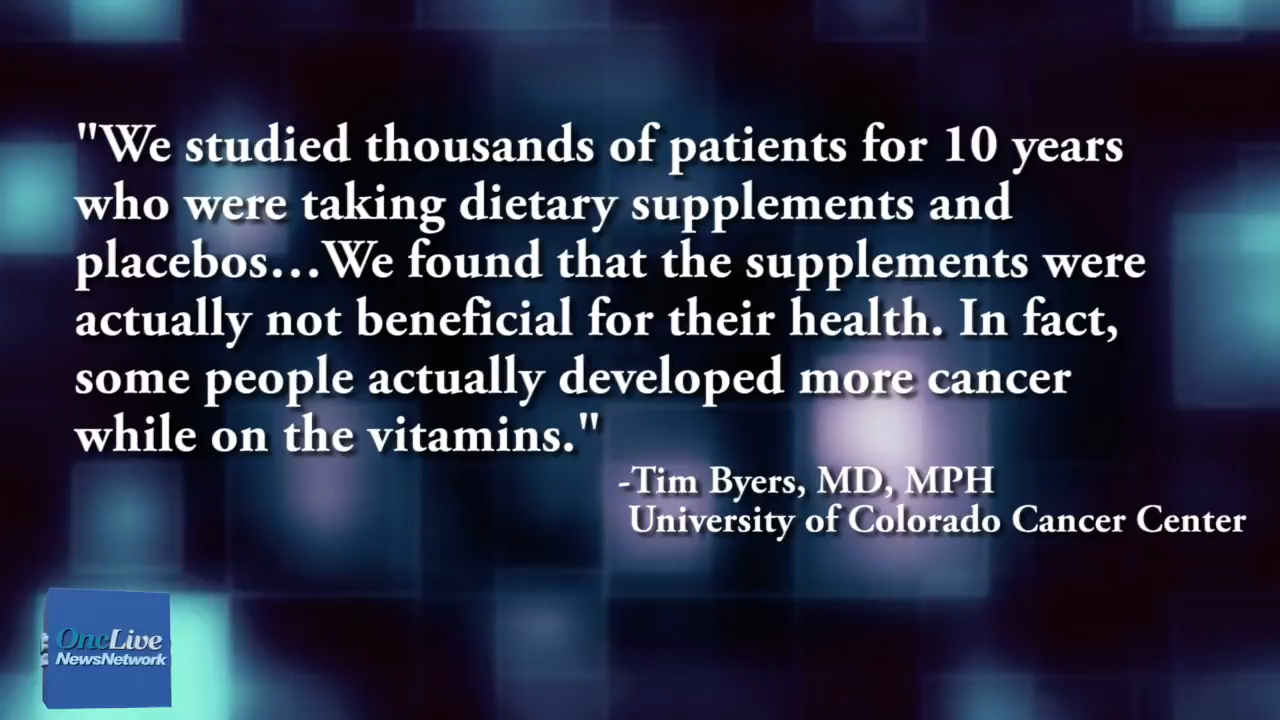 "We studied thousands of patients for 10 years
who were taking dietary supplements and
placebos…We found that the supplements were
actually not beneficial for their health. In fact,
some people actually developed more cancer
while on the vitamins."
-Tim Byers, MD, MPH
University of Colorado Cancer Center
OncLive
NewsNetwork